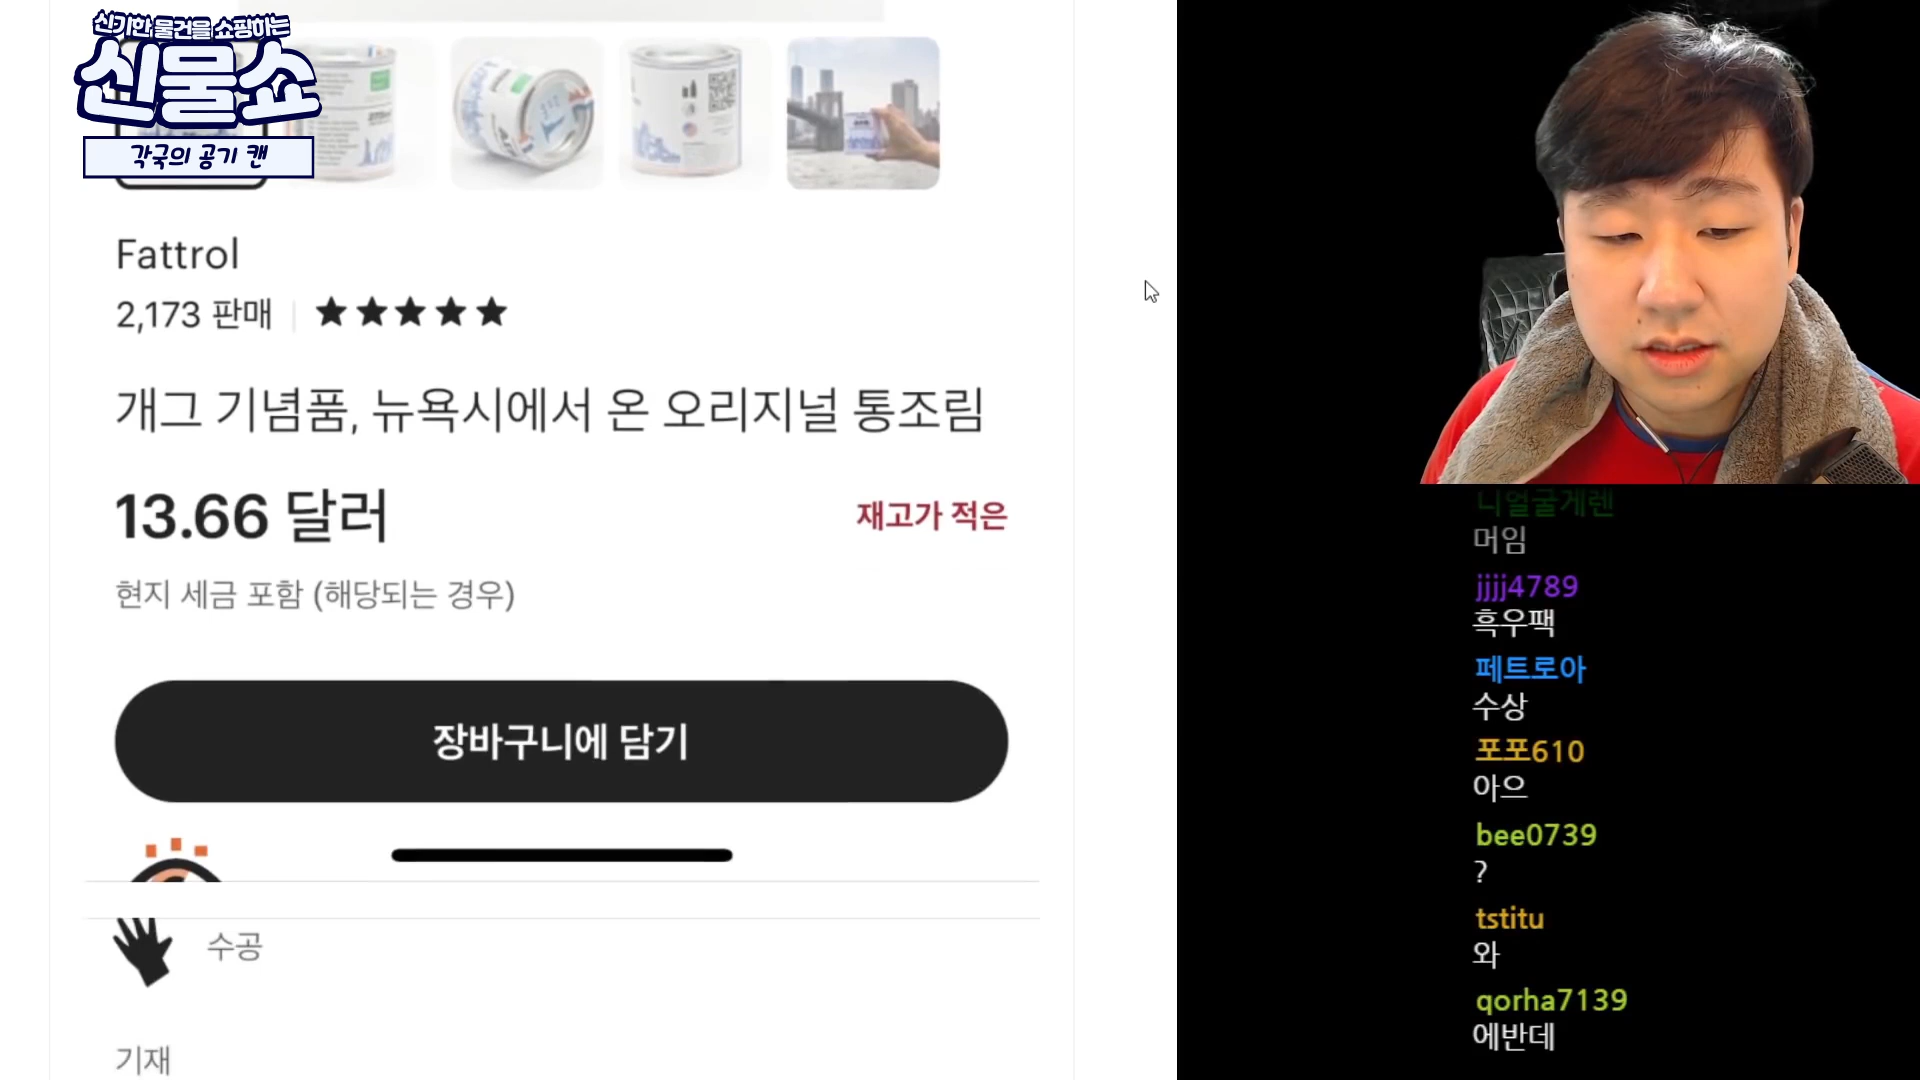 신기한 물건을 쇼핑하는
신물쇼
각국의 공기 캔
Fattrol
2,173 판매
개그 기념품, 뉴욕시에서 온 오리지널 통조림
13.66 달러
재고가 적은
현지 세금 포함 (해당되는 경우)
장바구니에 담기
수공
기재
니얼굴게렌
머임
jjjj4789
흑우팩
페트로아
수상
포포610
아으
bee0739
?
tstitu
와
qorha7139
에반데